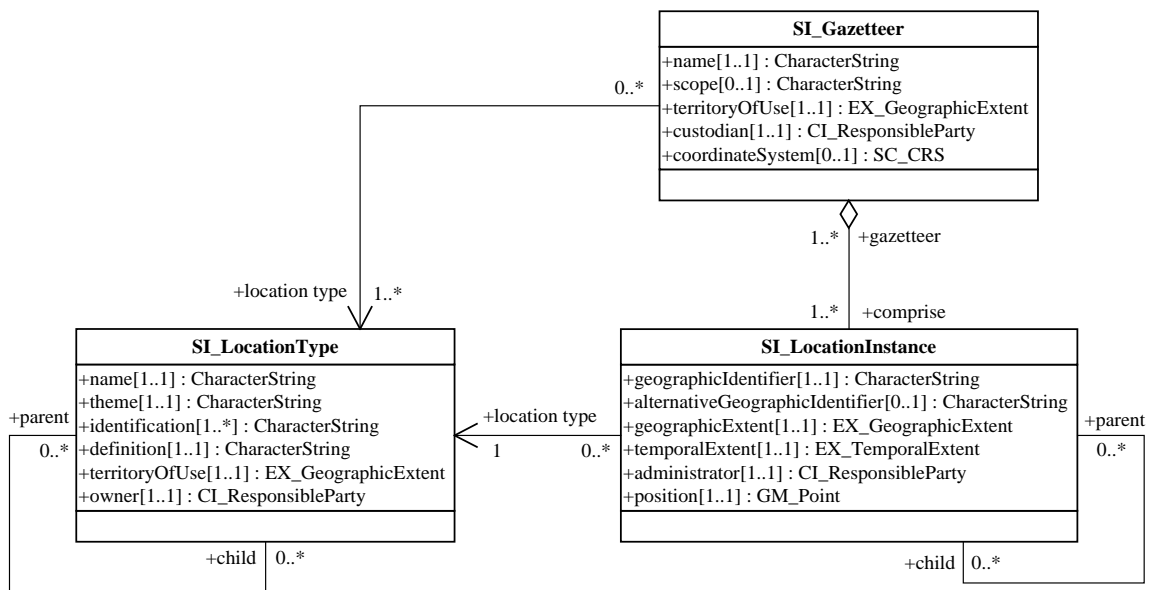 SI_Gazetteer
+name[1..1] : CharacterString
+scope[0..1] : CharacterString
+territoryOfUse[1..1] : EX_GeographicExtent
+custodian[1..1] : CI_ResponsibleParty
+coordinateSystem[0..1] : SC_CRS
0..*
1..* +gazetteer
+location type 1..*
1..* +comprise
SI_LocationType
+name[1..1] : CharacterString
+theme[1..1] : CharacterString
+identification[1..*] : CharacterString
+definition[1..1] : CharacterString
+territoryOfUse[1..1] : EX_GeographicExtent
+owner[1..1] : CI_ResponsibleParty
+parent
0..*
+child 0..*
+location type
1 0..*
SI_LocationInstance
+geographicIdentifier[1..1] : CharacterString
+alternativeGeographicIdentifier[0..1] : CharacterString
+geographicExtent[1..1] : EX_GeographicExtent
+temporalExtent[1..1] : EX_TemporalExtent
+administrator[1..1] : CI_ResponsibleParty
+position[1..1] : GM_Point
+parent
0..*
+child 0..*